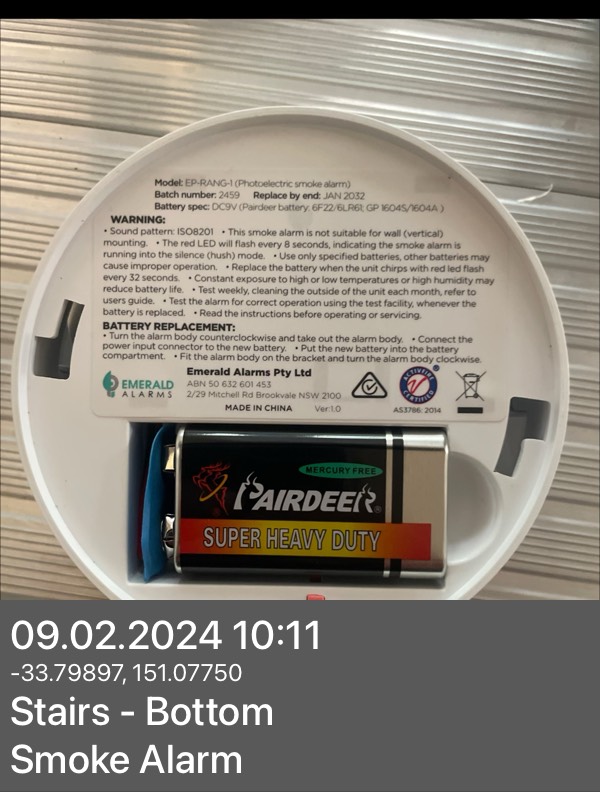 Model: EP-RANG-1 (Photoelectric smoke alarm)
Batch number: 2459 Replace by end: JAN 2032
Battery spec: DC9V (Pairdeer battery, 6F22/6LR61; GP 1604S/1604A )
WARNING:
• Sound pattern: ISO8201 • This smoke alarm is not suitable for wall (vertical)
mounting. • The red LED will flash every 8 seconds, indicating the smoke alarm is
running into the silence (hush) mode. • Use only specified batteries, other batteries may
cause improper operation. • Replace the battery when the unit chirps with red led flash
every 32 seconds. • Constant exposure to high or low temperatures or high humidity may
reduce battery life. • Test weekly, cleaning the outside of the unit each month, refer to
users guide. • Test the alarm for correct operation using the test facility, whenever the
battery is replaced. • Read the instructions before operating or servicing.
BATTERY REPLACEMENT:
• Turn the alarm body counterclockwise and take out the alarm body. • Connect the
power input connector to the new battery. • Put the new battery into the battery
compartment. • Fit the alarm body on the bracket and turn the alarm body clockwise.
EMERALD
ALARMS
Emerald Alarms Pty Ltd
ABN 50 632 601 453
2/29 Mitchell Rd Brookvale NSW 2100
MADE IN CHINA Ver:1.0
ACTIVFIRE
CERTIFIED
AS3786: 2014
MERCURY FREE
PAIRDEER®
SUPER HEAVY DUTY
09.02.2024 10:11
-33.79897, 151.07750
Stairs - Bottom
Smoke Alarm